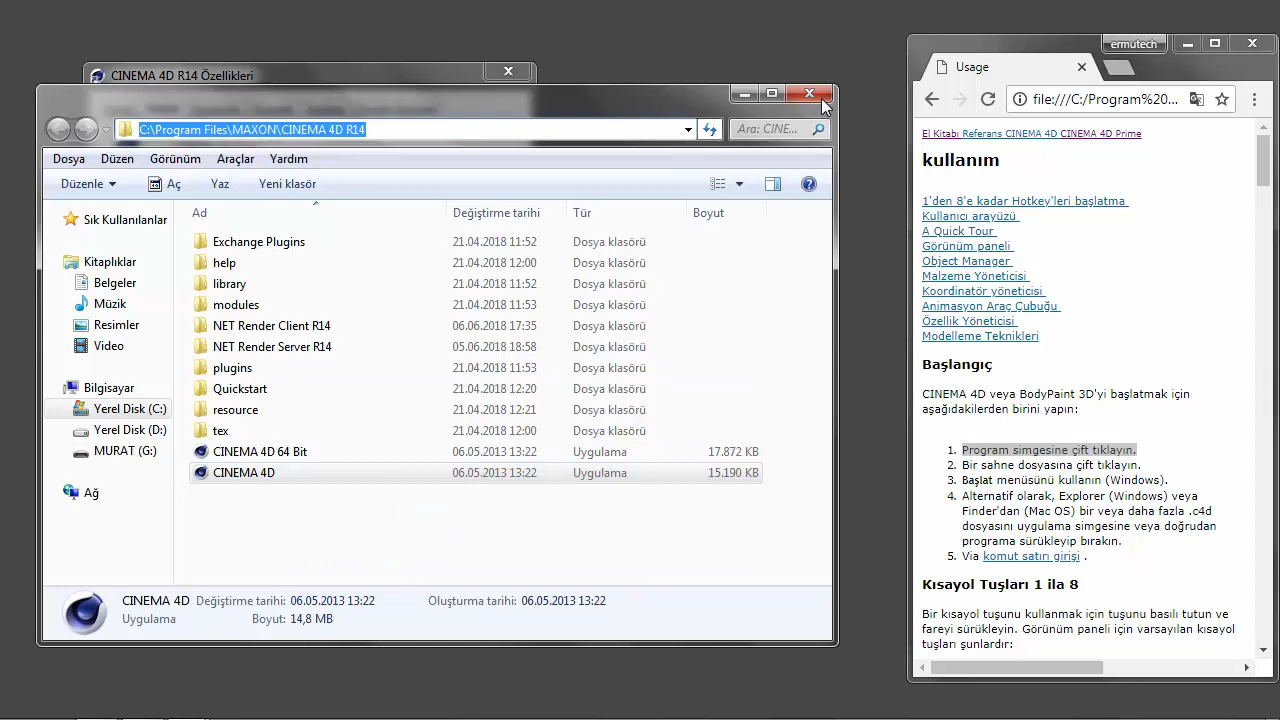 CINEMA 4D R14 Özellikleri
C:\Program Files\MAXON\CINEMA 4D R14
Ara: CINE...
Dosya Düzen Görünüm Araçlar Yardım
Düzenle Aç Yaz Yeni klasör
Ad Değiştirme tarihi Tür Boyut
Sık Kullanılanlar
Kitaplıklar
Belgeler
Müzik
Resimler
Video
Bilgisayar
Yerel Disk (C:)
Yerel Disk (D:)
MURAT (G:)
Ağ
Exchange Plugins 21.04.2018 11:52 Dosya klasörü
help 21.04.2018 12:00 Dosya klasörü
library 21.04.2018 11:52 Dosya klasörü
modules 21.04.2018 11:53 Dosya klasörü
NET Render Client R14 06.06.2018 17:35 Dosya klasörü
NET Render Server R14 05.06.2018 18:58 Dosya klasörü
plugins 21.04.2018 11:53 Dosya klasörü
Quickstart 21.04.2018 12:20 Dosya klasörü
resource 21.04.2018 12:21 Dosya klasörü
tex 21.04.2018 12:00 Dosya klasörü
CINEMA 4D 64 Bit 06.05.2013 13:22 Uygulama 17.872 KB
CINEMA 4D 06.05.2013 13:22 Uygulama 15.190 KB
CINEMA 4D Değiştirme tarihi: 06.05.2013 13:22 Oluşturma tarihi: 06.05.2013 13:22
Uygulama Boyut: 14,8 MB
ermutech
Usage
file:///C:/Program%20...
El Kitabı Referans CINEMA 4D CINEMA 4D Prime
kullanım
1'den 8'e kadar Hotkey'leri başlatma
Kullanıcı arayüzü
A Quick Tour
Görünüm paneli
Object Manager
Malzeme Yöneticisi
Koordinatör yöneticisi
Animasyon Araç Çubuğu
Özellik Yöneticisi
Modelleme Teknikleri
Başlangıç
CINEMA 4D veya BodyPaint 3D'yi başlatmak için
aşağıdakilerden birini yapın:
1. Program simgesine çift tıklayın.
2. Bir sahne dosyasına çift tıklayın.
3. Başlat menüsünü kullanın (Windows).
4. Alternatif olarak, Explorer (Windows) veya
Finder'dan (Mac OS) bir veya daha fazla .c4d
dosyasını uygulama simgesine veya doğrudan
programa sürükleyip bırakın.
5. Via komut satırı girişi .
Kısayol Tuşları 1 ila 8
Bir kısayol tuşunu kullanmak için tuşunu basılı tutun ve
fareyi sürükleyin. Görünüm paneli için varsayılan kısayol
tuşları şunlardır: